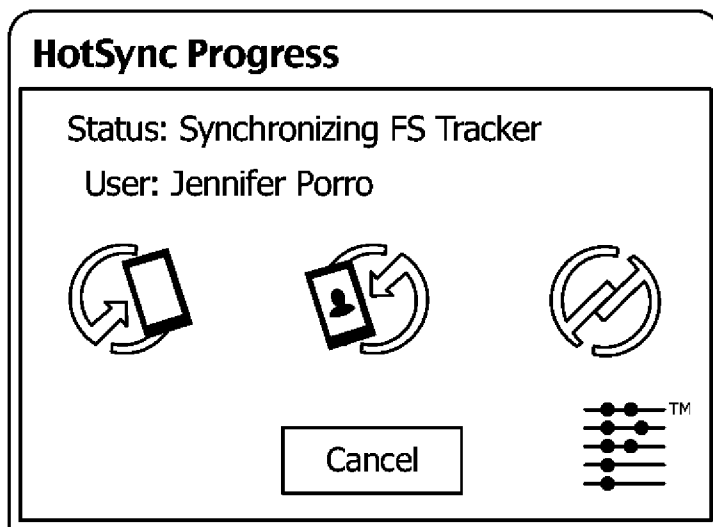 HotSync Progress
Status: Synchronizing FS Tracker
User: Jennifer Porro
TM
Cancel